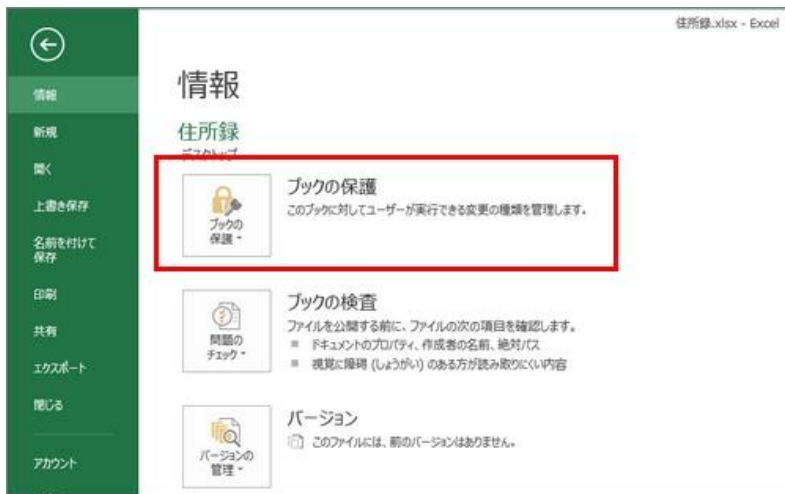 住所録.xlsx - Excel
情報
情報
新規
住所録
デスクトップ
開く
ブックの保護
このブックに対してユーザーが実行できる変更の種類を管理します。
ブックの
保護
上書き保存
名前を付けて
保存
印刷
ブックの検査
ファイルを公開する前に、ファイルの次の項目を確認します。
ドキュメントのプロパティ、作成者の名前、絶対パス
視覚に障碍 (しょうがい) のある方が読み取りにくい内容
問題の
チェック
共有
エクスポート
閉じる
バージョン
このファイルには、前のバージョンはありません。
バージョンの
管理
アカウント